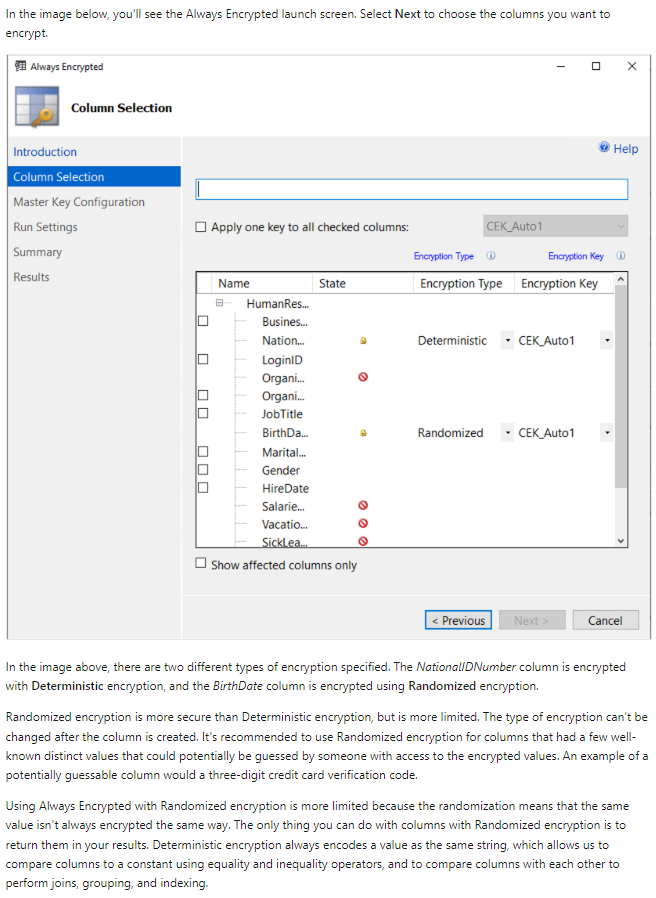 In the image below, you'll see the Always Encrypted launch screen. Select Next to choose the columns you want to
encrypt.
Always Encrypted
Column Selection
Introduction
Help
Column Selection
Master Key Configuration
Run Settings
Apply one key to all checked columns:
CEK_Auto1
Summary
Encryption Type
Encryption Key
Results
Name State Encryption Type Encryption Key
HumanRes...
Busines...
Nation... Deterministic CEK_Auto1
LoginID
Organi...
Organi...
JobTitle
BirthDa... Randomized CEK_Auto1
Marital...
Gender
HireDate
Salarie...
Vacatio...
SickLea...
Show affected columns only
< Previous Next > Cancel
In the image above, there are two different types of encryption specified. The NationalIDNumber column is encrypted
with Deterministic encryption, and the BirthDate column is encrypted using Randomized encryption.
Randomized encryption is more secure than Deterministic encryption, but is more limited. The type of encryption can't be
changed after the column is created. It's recommended to use Randomized encryption for columns that had a few well-
known distinct values that could potentially be guessed by someone with access to the encrypted values. An example of a
potentially guessable column would a three-digit credit card verification code.
Using Always Encrypted with Randomized encryption is more limited because the randomization means that the same
value isn't always encrypted the same way. The only thing you can do with columns with Randomized encryption is to
return them in your results. Deterministic encryption always encodes a value as the same string, which allows us to
compare columns to a constant using equality and inequality operators, and to compare columns with each other to
perform joins, grouping, and indexing.